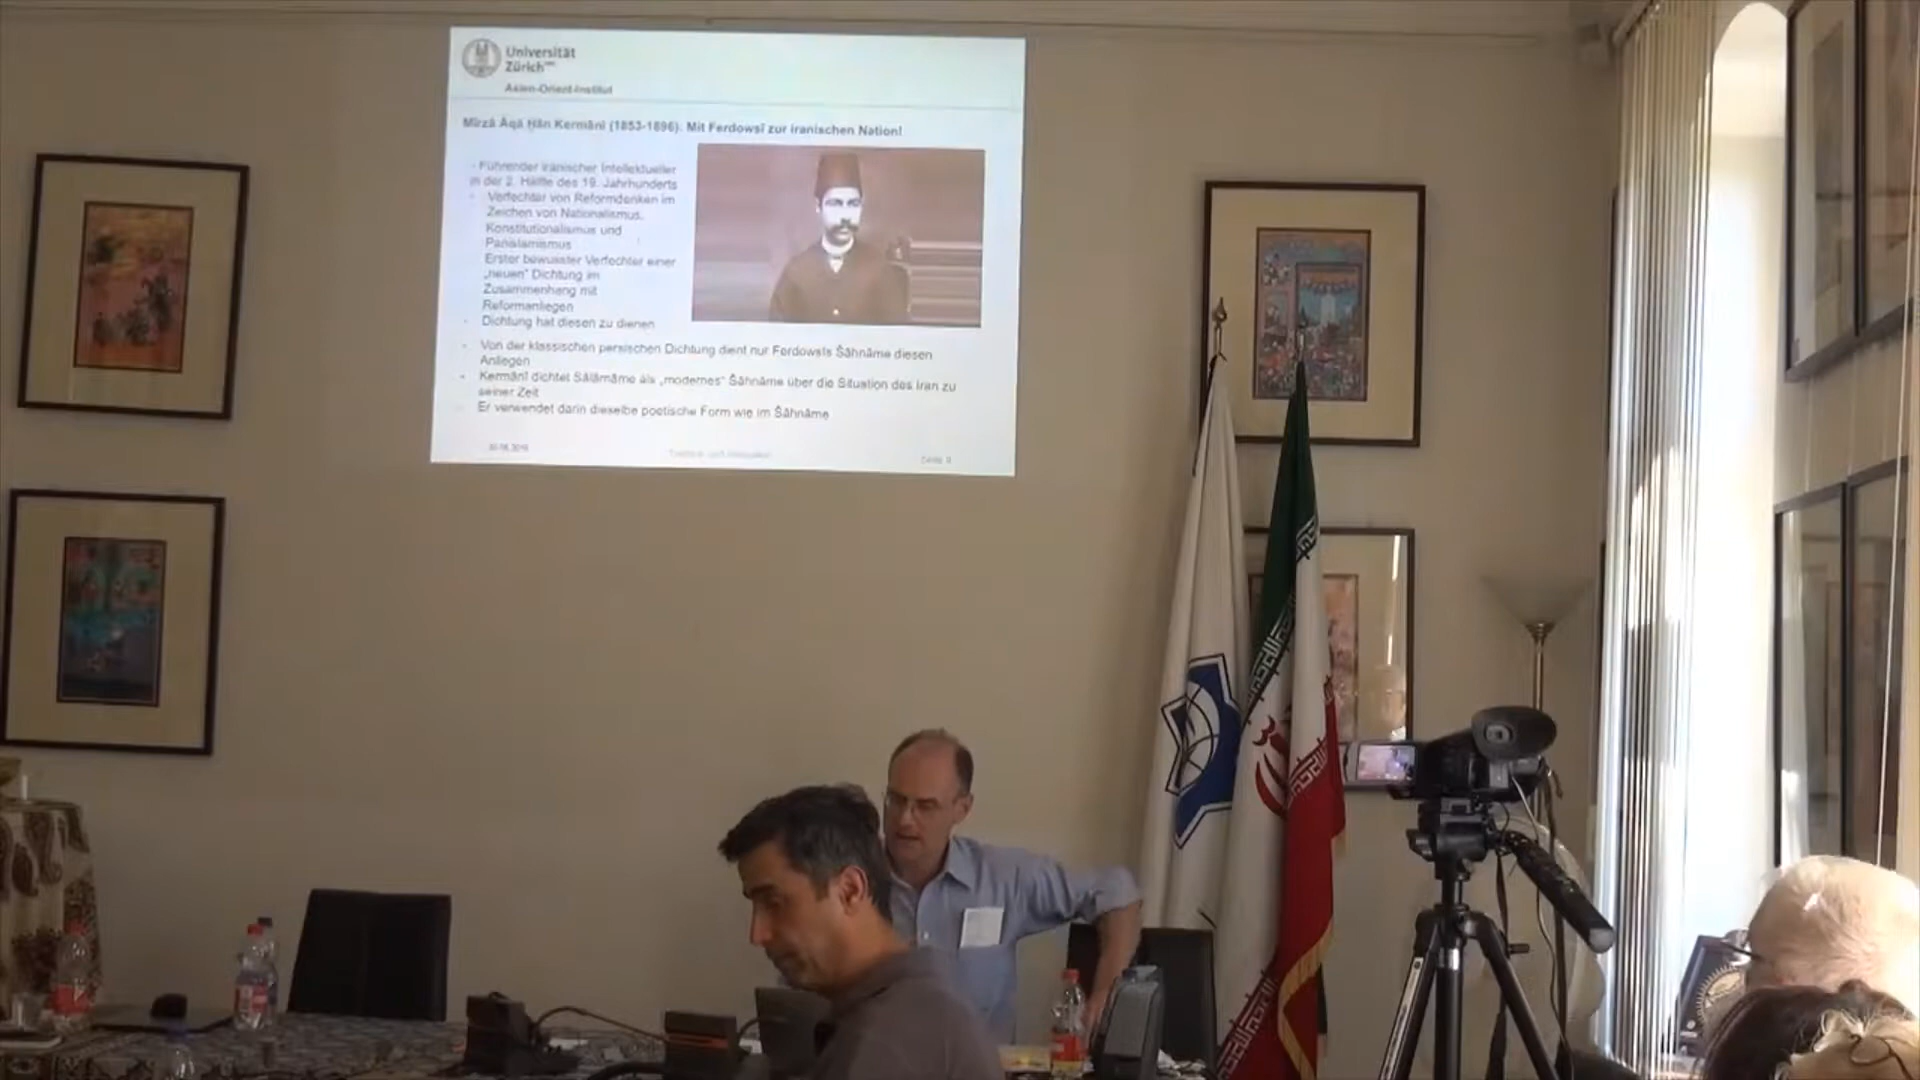 Universität
Zürich
Asien-Orient-Institut
Mīrzā Āqā Ḫān Kermānī (1853-1896): Mit Ferdowsī zur iranischen Nation!
- Führender iranischer Intellektueller
in der 2. Hälfte des 19. Jahrhunderts
- Verfechter von Reformdenken im
Zeichen von Nationalismus,
Konstitutionalismus und
Panislamismus
Erster bewusster Verfechter einer
„neuen“ Dichtung im
Zusammenhang mit
Reformanliegen
- Dichtung hat diesen zu dienen
- Von der klassischen persischen Dichtung dient nur Ferdowsīs Šāhnāme diesen
Anliegen
- Kermānī dichtet Sālārnāme als „modernes“ Šāhnāme über die Situation des Iran zu
seiner Zeit
Er verwendet darin dieselbe poetische Form wie im Šāhnāme
Seite